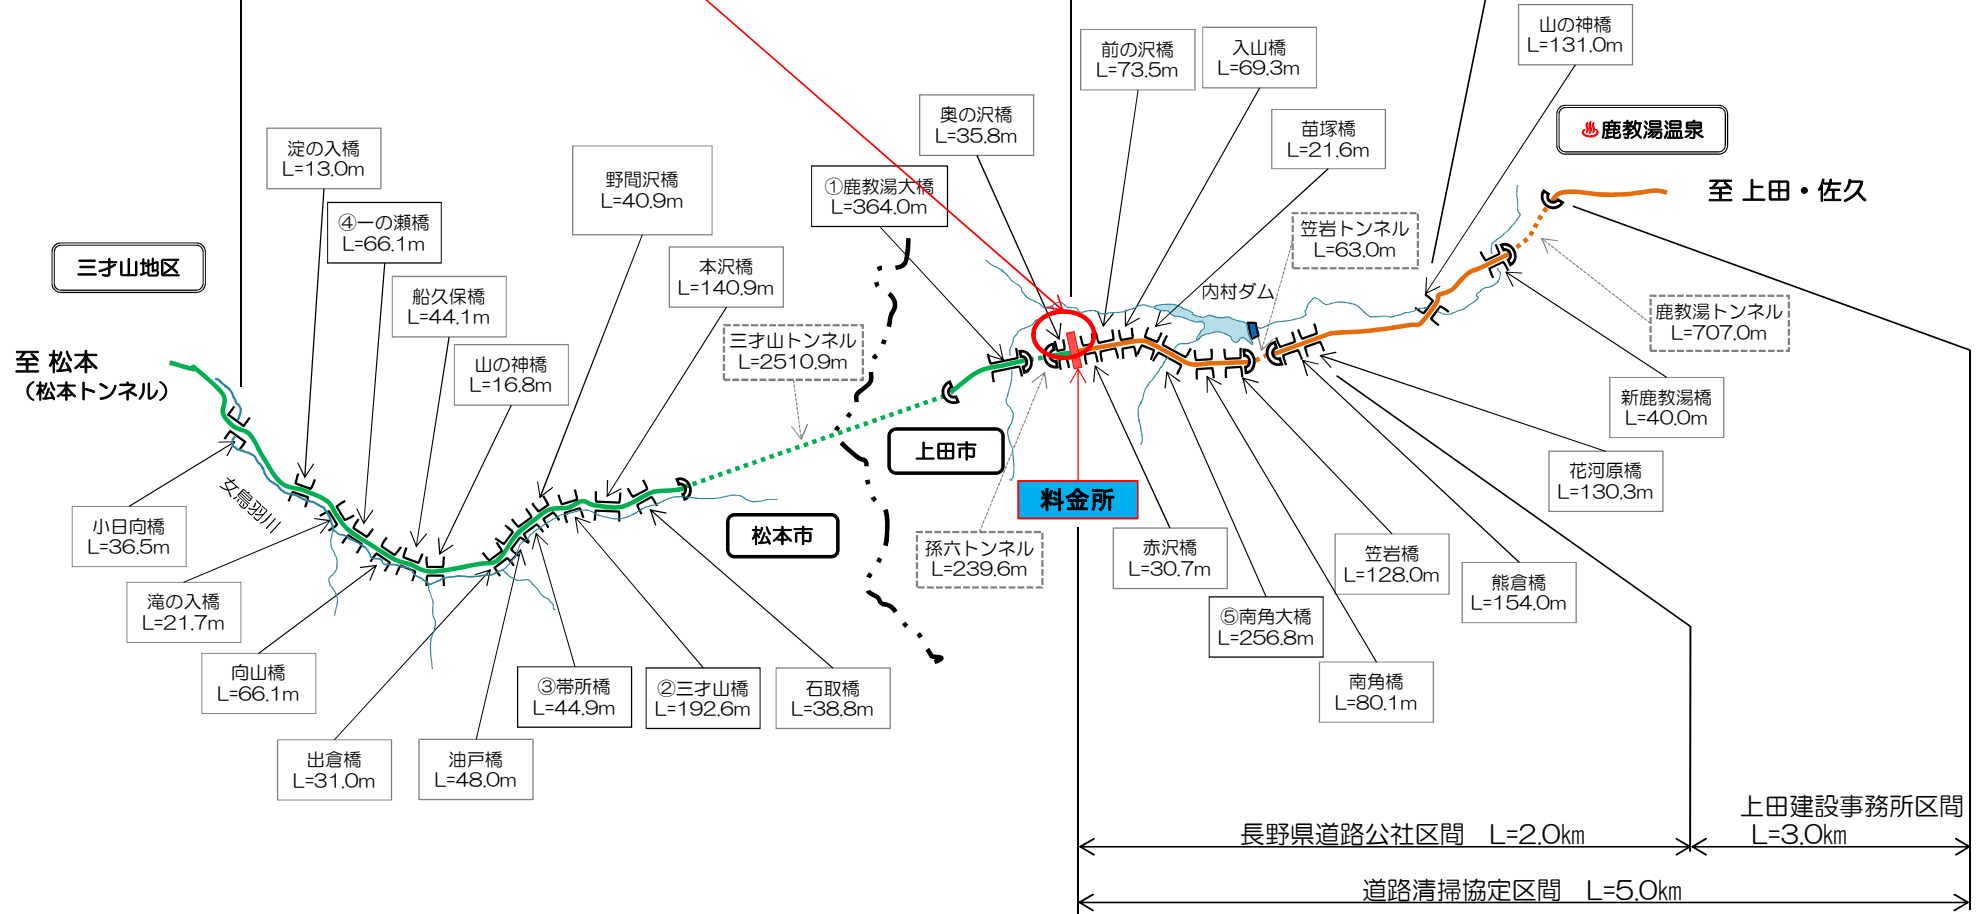 山の神橋
L=131.0m
前の沢橋
L=73.5m
入山橋
L=69.3m
奥の沢橋
L=35.8m
苗塚橋
L=21.6m
♨鹿教湯温泉
淀の入橋
L=13.0m
野間沢橋
L=40.9m
①鹿教湯大橋
L=364.0m
至 上田・佐久
④一の瀬橋
L=66.1m
笠岩トンネル
L=63.0m
三才山地区
本沢橋
L=140.9m
船久保橋
L=44.1m
内村ダム
鹿教湯トンネル
L=707.0m
三才山トンネル
L=2510.9m
至 松本
（松本トンネル）
山の神橋
L=16.8m
新鹿教湯橋
L=40.0m
上田市
花河原橋
L=130.3m
女鳥羽川
料金所
小日向橋
L=36.5m
松本市
孫六トンネル
L=239.6m
赤沢橋
L=30.7m
笠岩橋
L=128.0m
熊倉橋
L=154.0m
滝の入橋
L=21.7m
⑤南角大橋
L=256.8m
向山橋
L=66.1m
③帯所橋
L=44.9m
②三才山橋
L=192.6m
石取橋
L=38.8m
南角橋
L=80.1m
出倉橋
L=31.0m
油戸橋
L=48.0m
上田建設事務所区間
L=3.0㎞
長野県道路公社区間　L=2.0㎞
道路清掃協定区間　L=5.0㎞